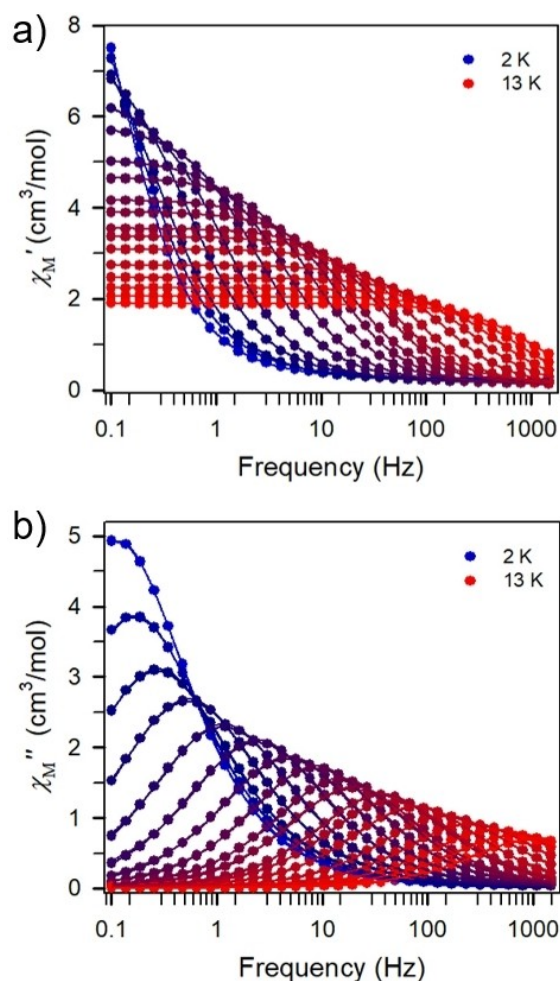 a)
8
6
4
2
0
χM' (cm³/mol)
2 K
13 K
0.1 1 10 100 1000
Frequency (Hz)
b)
5
4
3
2
1
0
χM" (cm³/mol)
2 K
13 K
0.1 1 10 100 1000
Frequency (Hz)